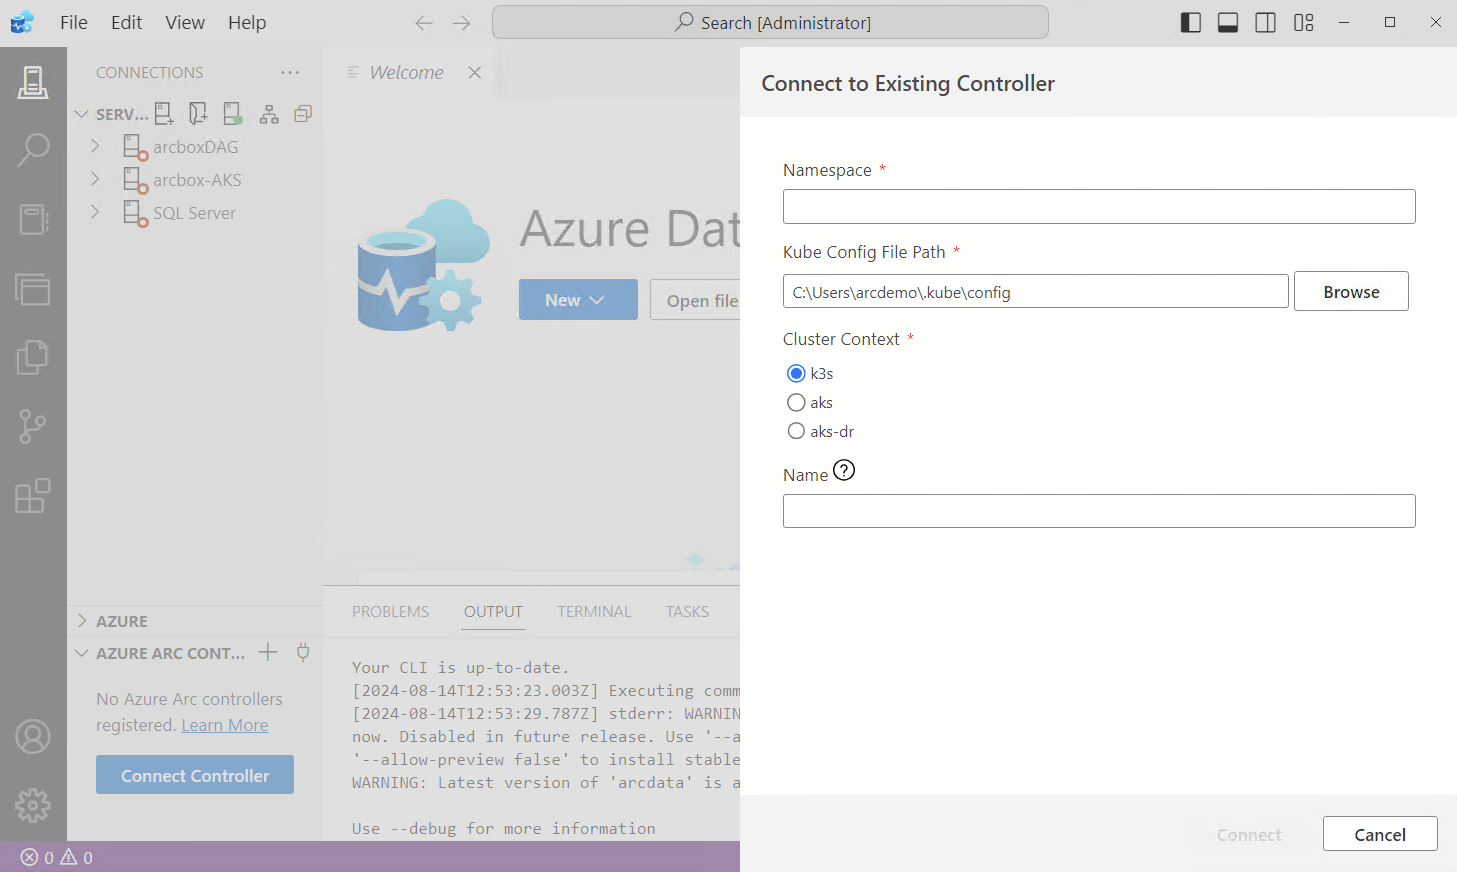 File Edit View Help
Search [Administrator]
CONNECTIONS
SERV...
arcboxDAG
arcbox-AKS
SQL Server
AZURE
AZURE ARC CONT...
No Azure Arc controllers
registered. Learn More
Connect Controller
Welcome
Azure Dat
New
Open file
PROBLEMS OUTPUT TERMINAL TASKS
Your CLI is up-to-date.
[2024-08-14T12:53:23.003Z] Executing comm
[2024-08-14T12:53:29.787Z] stderr: WARNIN
now. Disabled in future release. Use '--a
'--allow-preview false' to install stable
WARNING: Latest version of 'arcdata' is a
Use --debug for more information
Connect to Existing Controller
Namespace *
Kube Config File Path *
C:\Users\arcdemo\.kube\config
Browse
Cluster Context *
k3s
aks
aks-dr
Name ?
Connect
Cancel
0 0